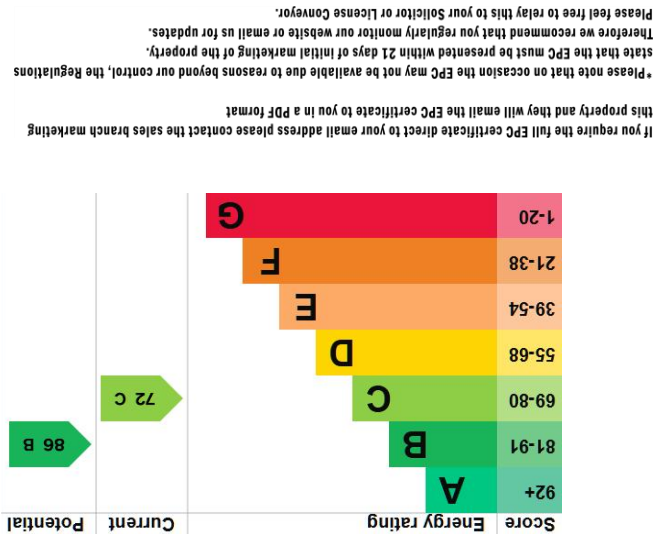 Score Energy rating Current Potential
92+ A
81-91 B 86 B
69-80 C 72 C
55-68 D
39-54 E
21-38 F
1-20 G
If you require the full EPC certificate direct to your email address please contact the sales branch marketing
this property and they will email the EPC certificate to you in a PDF format
*Please note that on occasion the EPC may not be available due to reasons beyond our control, the Regulations
state that the EPC must be presented within 21 days of initial marketing of the property.
Therefore we recommend that you regularly monitor our website or email us for updates.
Please feel free to relay this to your Solicitor or License Conveyor.